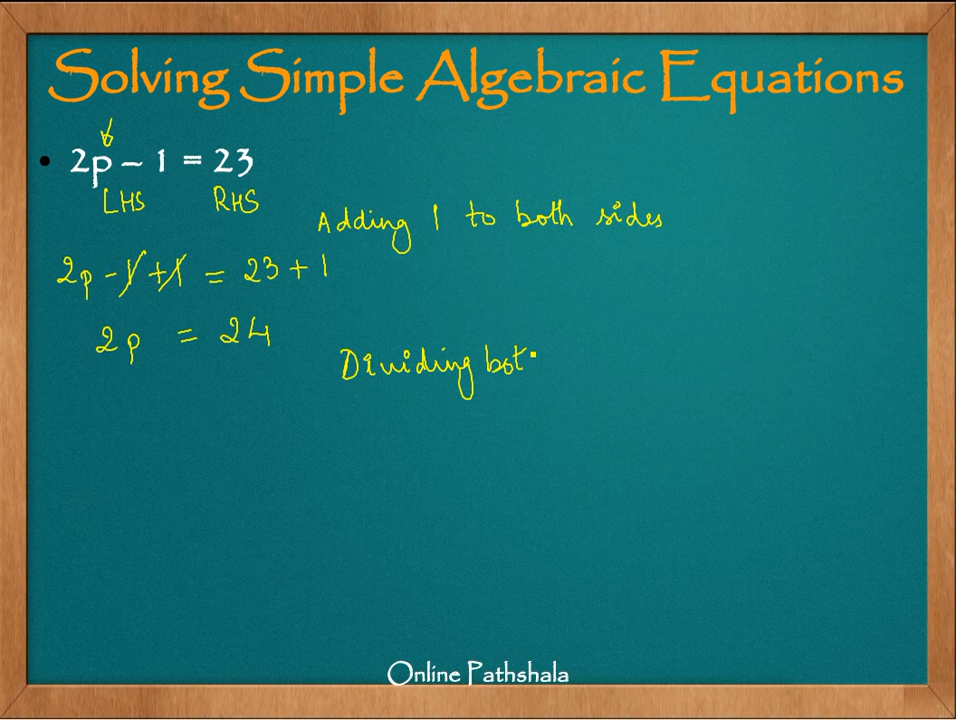 Solving Simple Algebraic Equations
• 2p – 1 = 23
LHS RHS
Adding 1 to both sides
2p - 1 + 1 = 23 + 1
2p = 24
Dividing bot
Online Pathshala